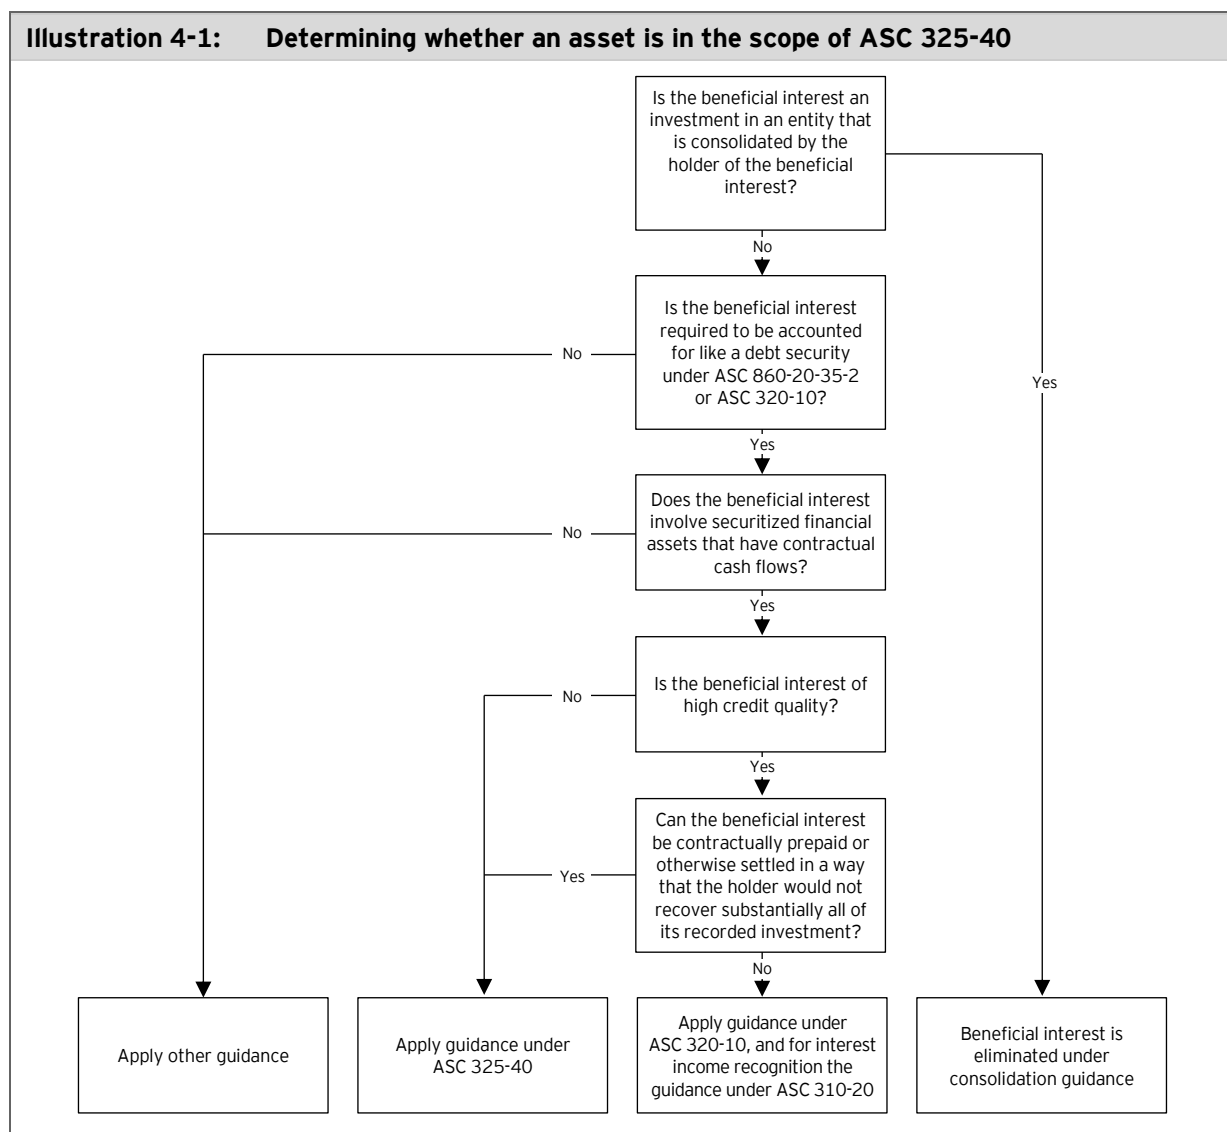 Illustration 4-1: Determining whether an asset is in the scope of ASC 325-40
Is the beneficial interest an
investment in an entity that
is consolidated by the
holder of the beneficial
interest?
No
Is the beneficial interest
required to be accounted
for like a debt security
under ASC 860-20-35-2
or ASC 320-10?
No
Yes
Yes
Does the beneficial interest
involve securitized financial
assets that have contractual
cash flows?
No
Yes
Is the beneficial interest of
high credit quality?
No
Yes
Can the beneficial interest
be contractually prepaid or
otherwise settled in a way
that the holder would not
recover substantially all of
its recorded investment?
Yes
No
Apply other guidance
Apply guidance under
ASC 325-40
Apply guidance under
ASC 320-10, and for interest
income recognition the
guidance under ASC 310-20
Beneficial interest is
eliminated under
consolidation guidance